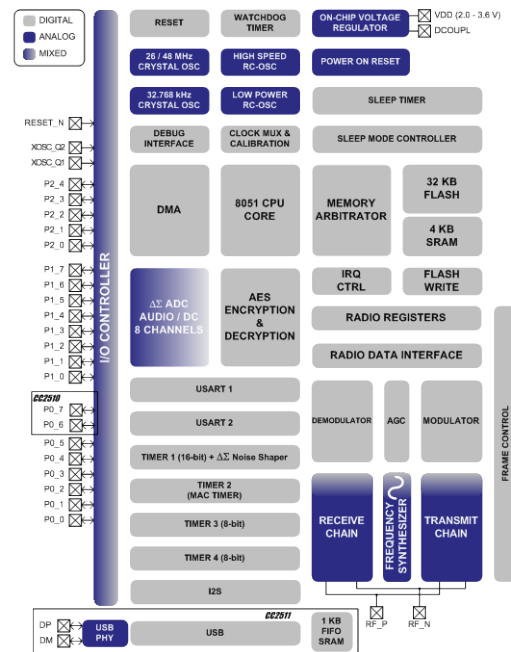 DIGITAL
ANALOG
MIXED
RESET
WATCHDOG
TIMER
ON-CHIP VOLTAGE
REGULATOR
VDD (2.0 - 3.6 V)
DCOUPL
26 / 48 MHz
CRYSTAL OSC
HIGH SPEED
RC-OSC
POWER ON RESET
32.768 kHz
CRYSTAL OSC
LOW POWER
RC-OSC
SLEEP TIMER
DEBUG
INTERFACE
CLOCK MUX &
CALIBRATION
SLEEP MODE CONTROLLER
RESET_N
XOSC_Q2
XOSC_Q1
P2_4
P2_3
P2_2
P2_1
P2_0
P1_7
P1_6
P1_5
P1_4
P1_3
P1_2
P1_1
P1_0
CC2510
P0_7
P0_6
P0_5
P0_4
P0_3
P0_2
P0_1
P0_0
I/O CONTROLLER
DMA
8051 CPU
CORE
MEMORY
ARBITRATOR
32 KB
FLASH
4 KB
SRAM
IRQ
CTRL
FLASH
WRITE
ΔΣ ADC
AUDIO / DC
8 CHANNELS
AES
ENCRYPTION
&
DECRYPTION
RADIO REGISTERS
RADIO DATA INTERFACE
USART 1
USART 2
TIMER 1 (16-bit) + ΔΣ Noise Shaper
TIMER 2
(MAC TIMER)
TIMER 3 (8-bit)
TIMER 4 (8-bit)
I2S
DEMODULATOR
AGC
MODULATOR
FRAME CONTROL
RECEIVE
CHAIN
FREQUENCY
SYNTHESIZER
TRANSMIT
CHAIN
RF_P
RF_N
CC2511
DP
DM
USB
PHY
USB
1 KB
FIFO
SRAM